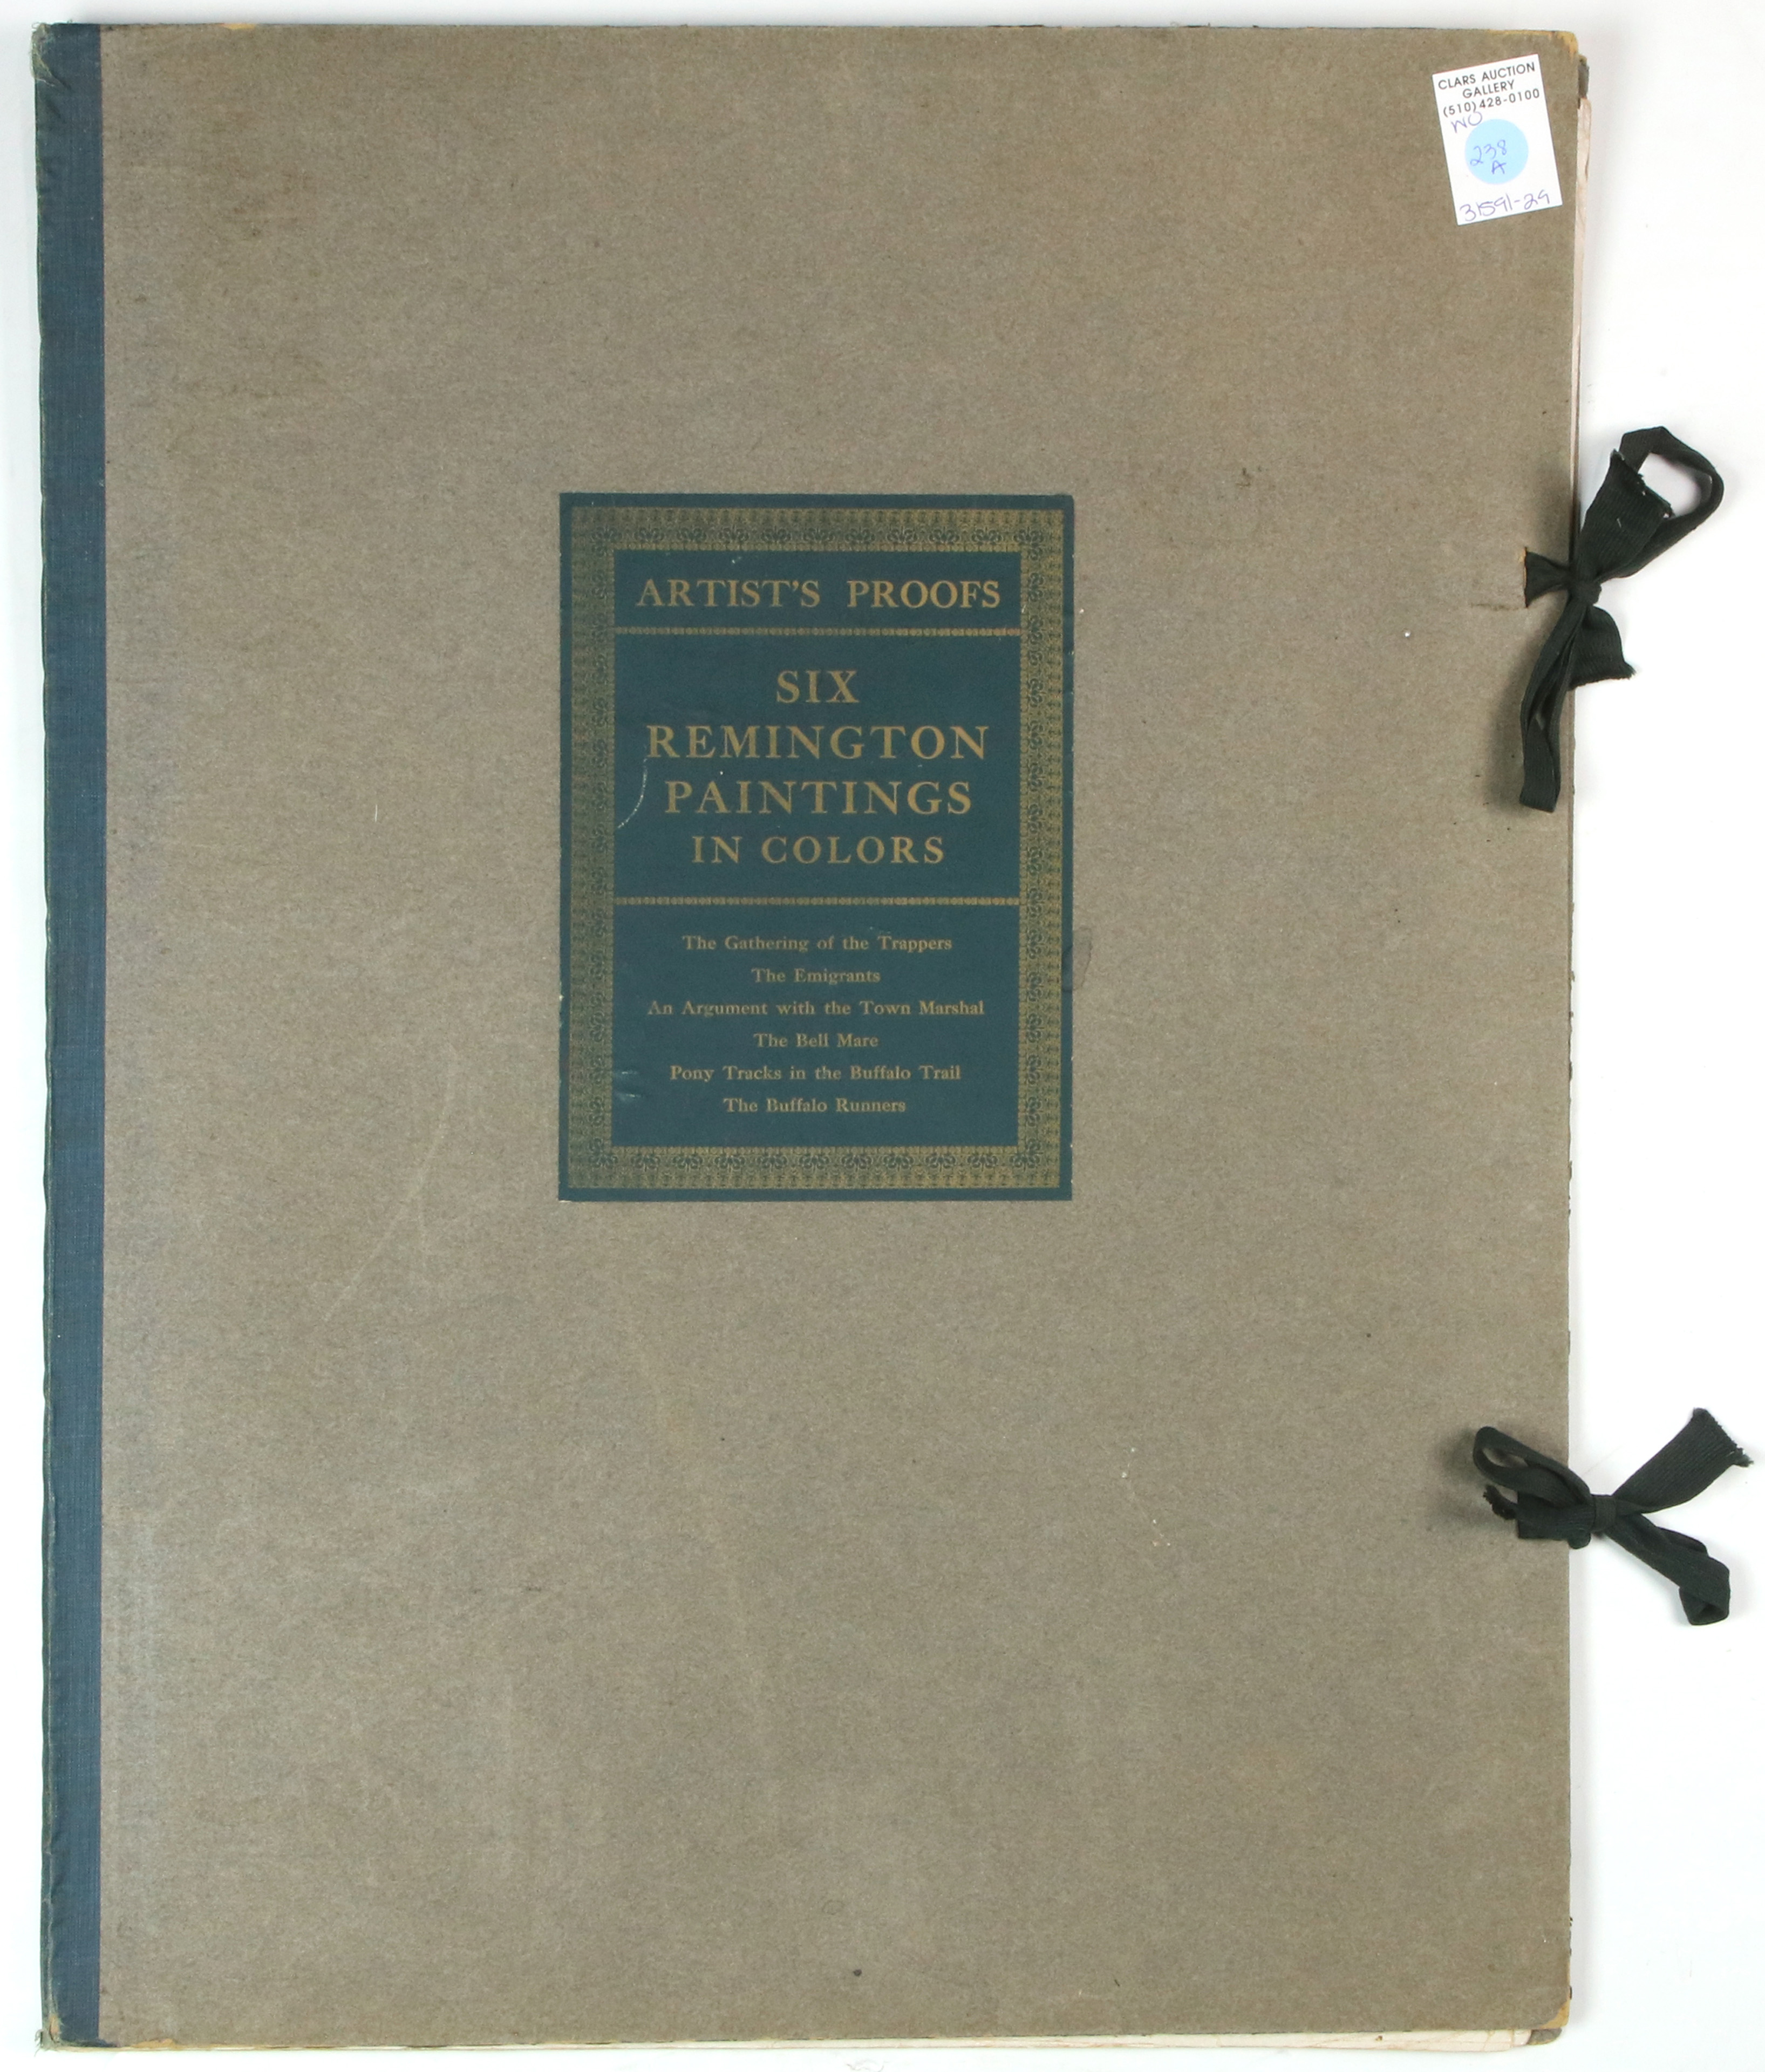 CLARS AUCTION
GALLERY
(510)428-0100
WO
238
A
31591-29
ARTIST'S PROOFS
SIX
REMINGTON
PAINTINGS
IN COLORS
The Gathering of the Trappers
The Emigrants
An Argument with the Town Marshal
The Bell Mare
Pony Tracks in the Buffalo Trail
The Buffalo Runners